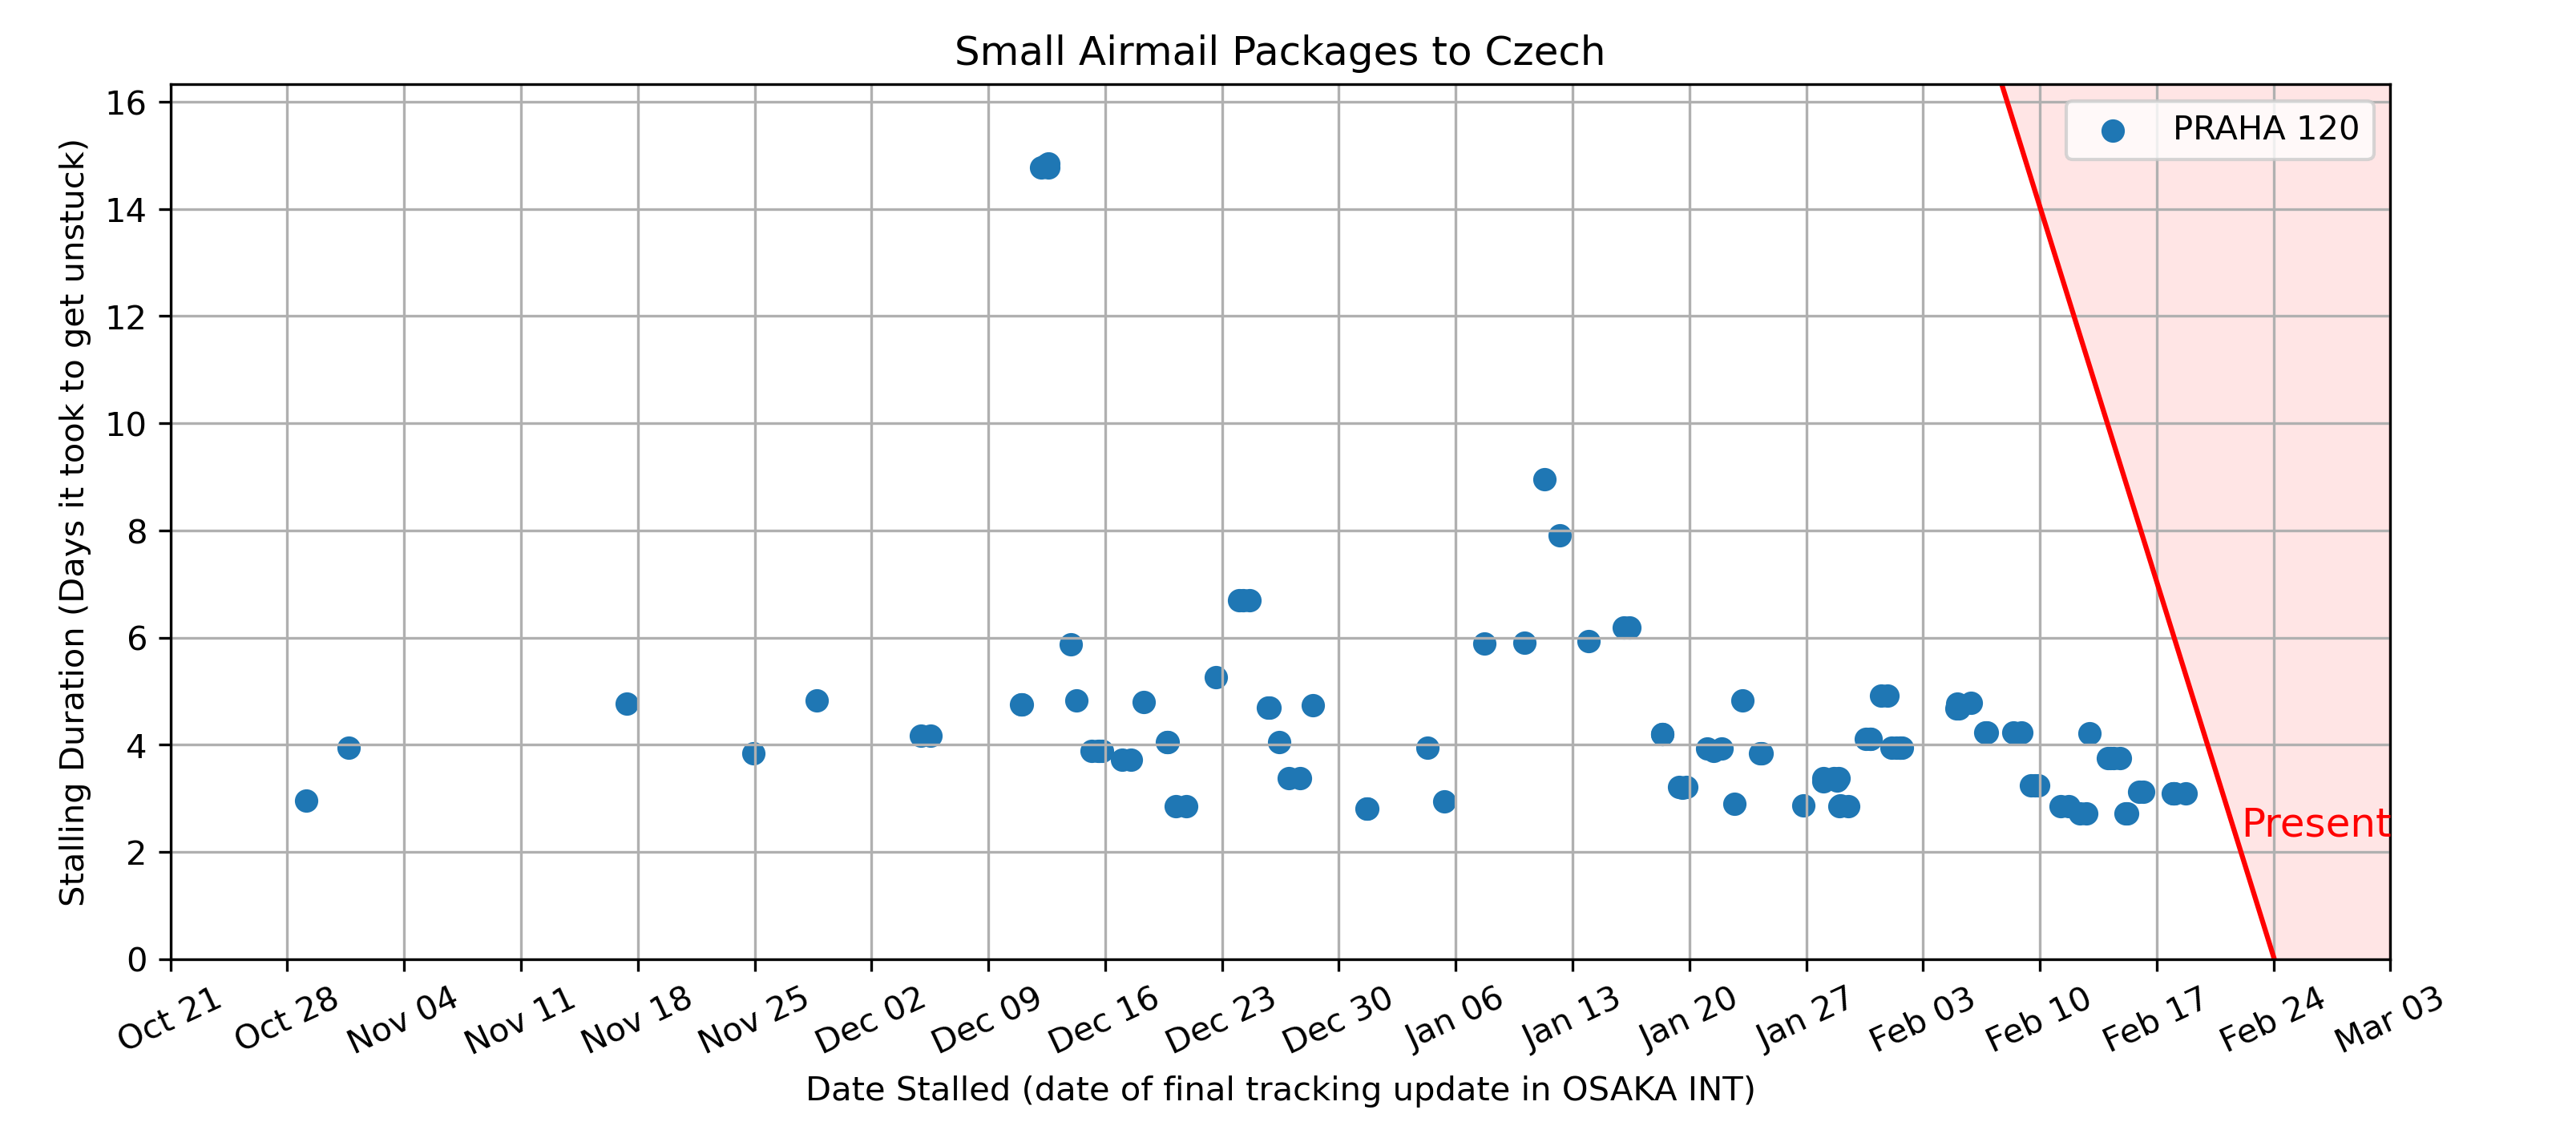 Small Airmail Packages to Czech
Stalling Duration (Days it took to get unstuck)
16
14
12
10
8
6
4
2
0
PRAHA 120
Present
Oct 21
Oct 28
Nov 04
Nov 11
Nov 18
Nov 25
Dec 02
Dec 09
Dec 16
Dec 23
Dec 30
Jan 06
Jan 13
Jan 20
Jan 27
Feb 03
Feb 10
Feb 17
Feb 24
Mar 03
Date Stalled (date of final tracking update in OSAKA INT)